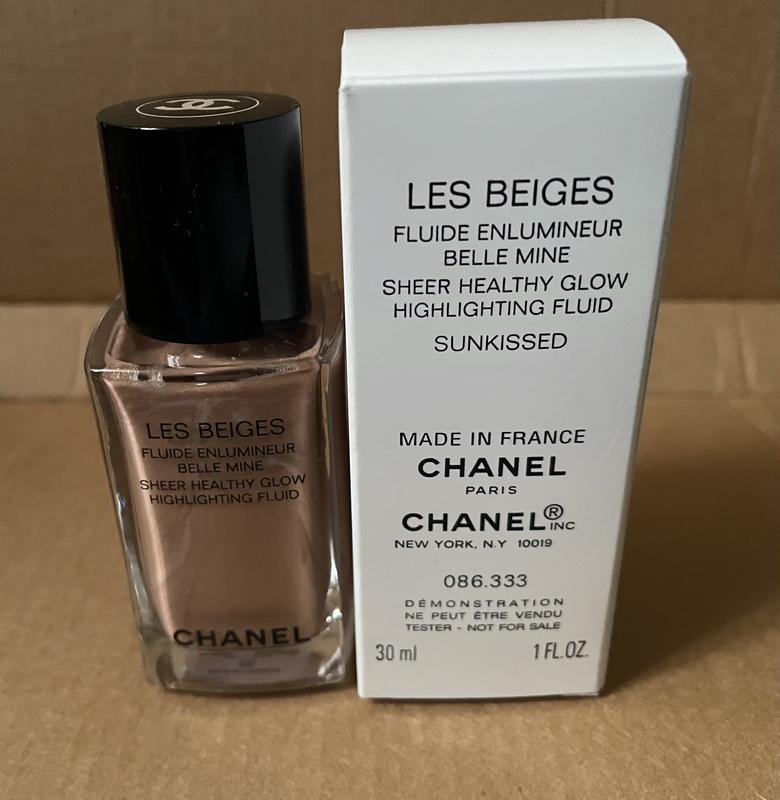 LES BEIGES
FLUIDE ENLUMINEUR
BELLE MINE
SHEER HEALTHY GLOW
HIGHLIGHTING FLUID
CHANEL
LES BEIGES
FLUIDE ENLUMINEUR
BELLE MINE
SHEER HEALTHY GLOW
HIGHLIGHTING FLUID
SUNKISSED
MADE IN FRANCE
CHANEL
PARIS
CHANEL® INC
NEW YORK, N.Y 10019
086.333
DÉMONSTRATION
NE PEUT ÊTRE VENDU
TESTER - NOT FOR SALE
30 ml 1 FL.OZ.